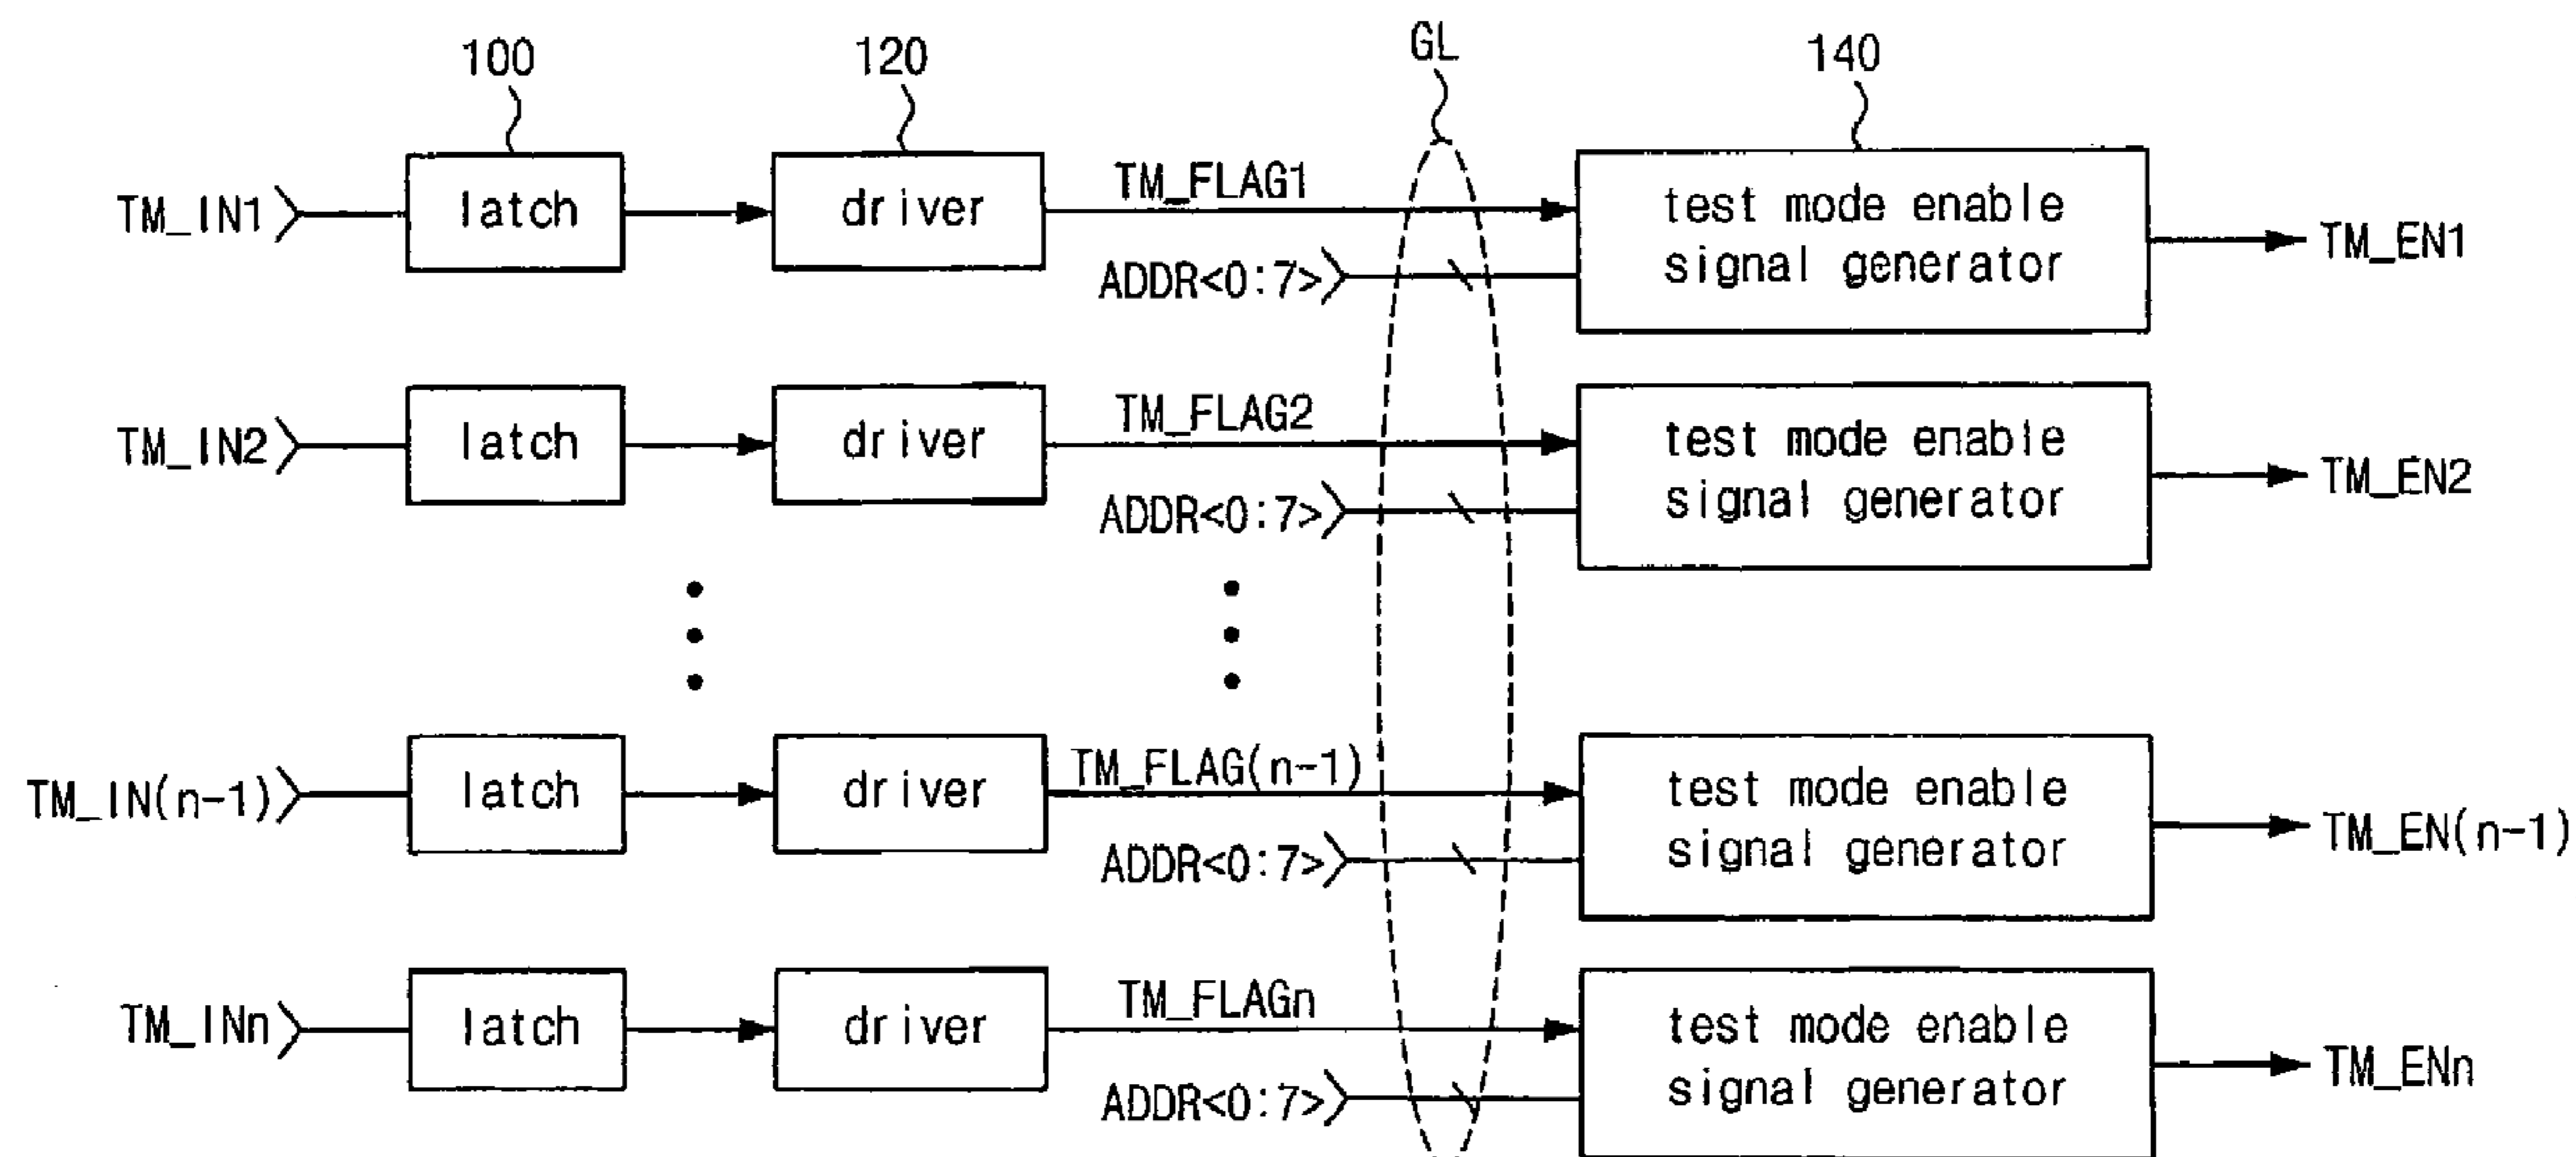 100
120
GL
140
TM_IN1
latch
driver
TM_FLAG1
ADDR<0:7>
test mode enable
signal generator
TM_EN1
TM_IN2
latch
driver
TM_FLAG2
ADDR<0:7>
test mode enable
signal generator
TM_EN2
TM_IN(n-1)
latch
driver
TM_FLAG(n-1)
ADDR<0:7>
test mode enable
signal generator
TM_EN(n-1)
TM_INn
latch
driver
TM_FLAGn
ADDR<0:7>
test mode enable
signal generator
TM_ENn